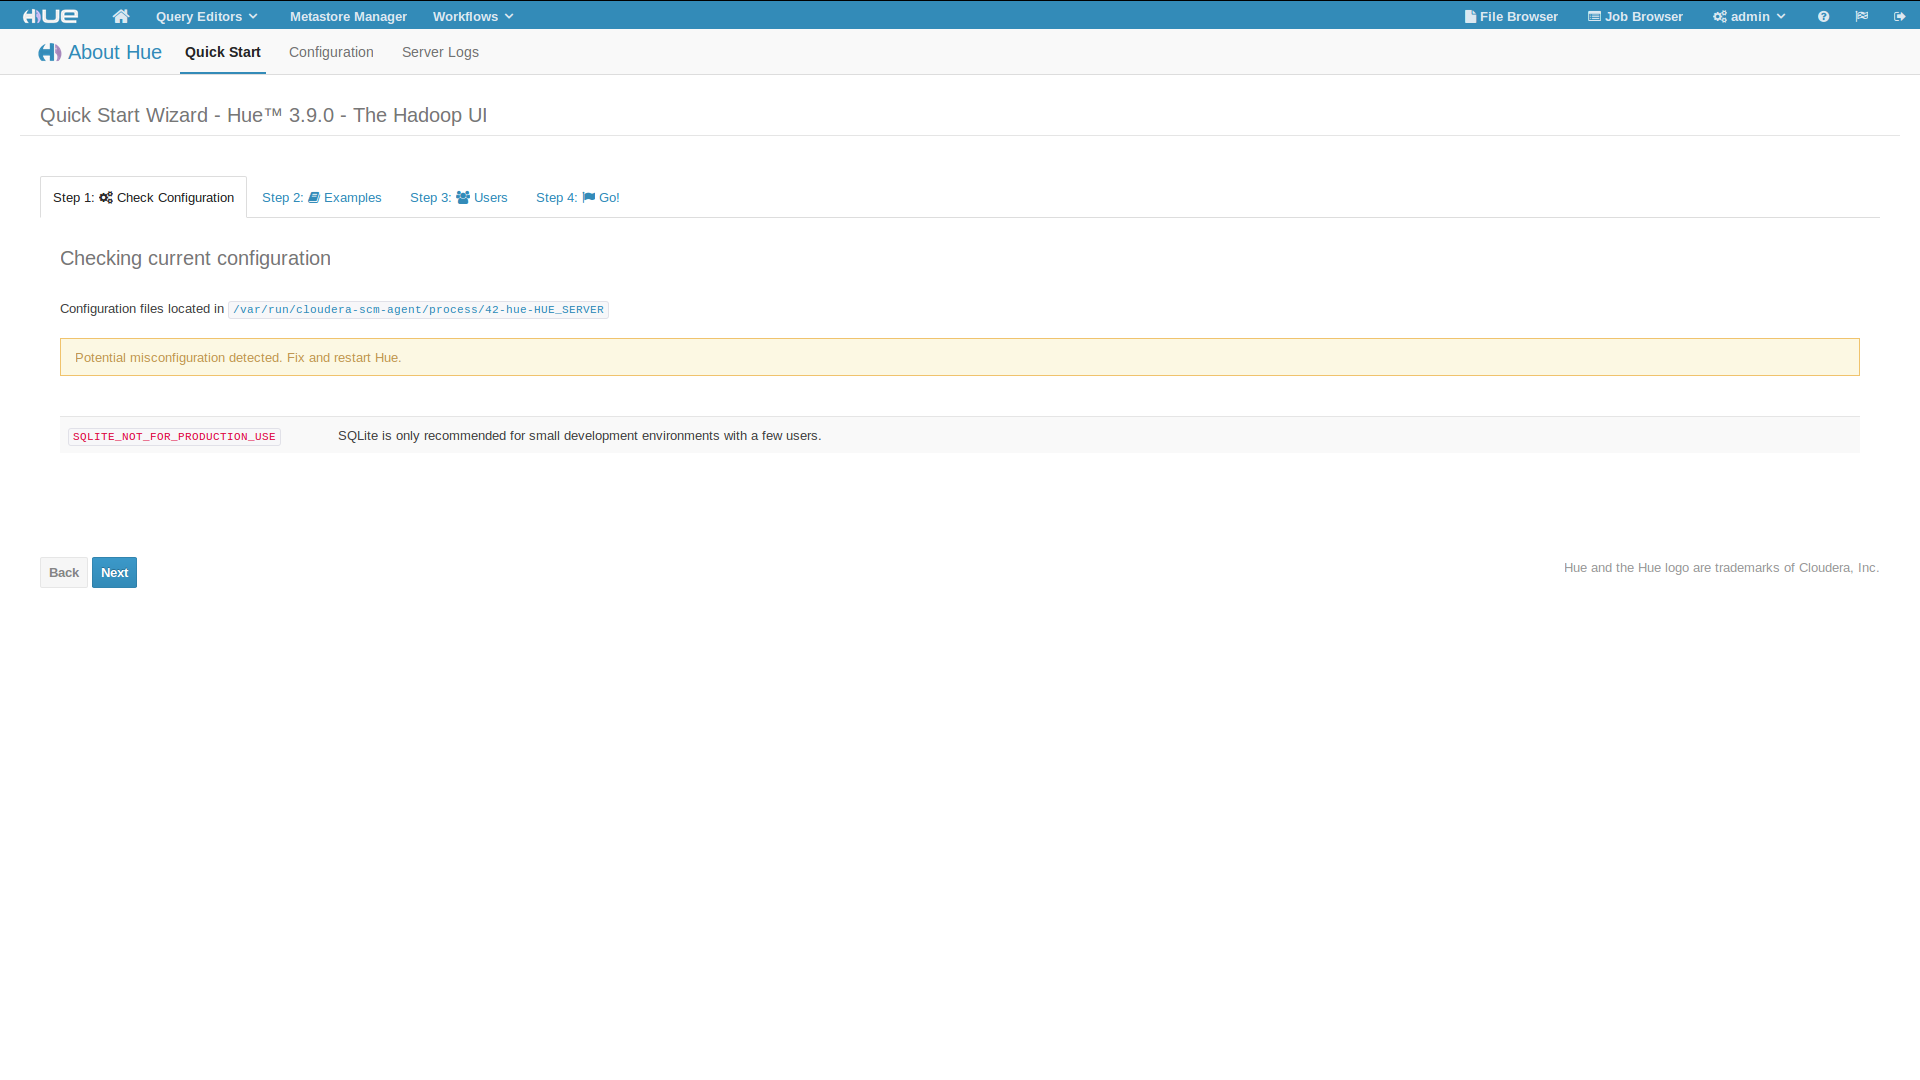 HUE Query Editors Metastore Manager Workflows File Browser Job Browser admin
About Hue Quick Start Configuration Server Logs
Quick Start Wizard - Hue™ 3.9.0 - The Hadoop UI
Step 1: Check Configuration Step 2: Examples Step 3: Users Step 4: Go!
Checking current configuration
Configuration files located in /var/run/cloudera-scm-agent/process/42-hue-HUE_SERVER
Potential misconfiguration detected. Fix and restart Hue.
SQLITE_NOT_FOR_PRODUCTION_USE SQLite is only recommended for small development environments with a few users.
Back Next Hue and the Hue logo are trademarks of Cloudera, Inc.